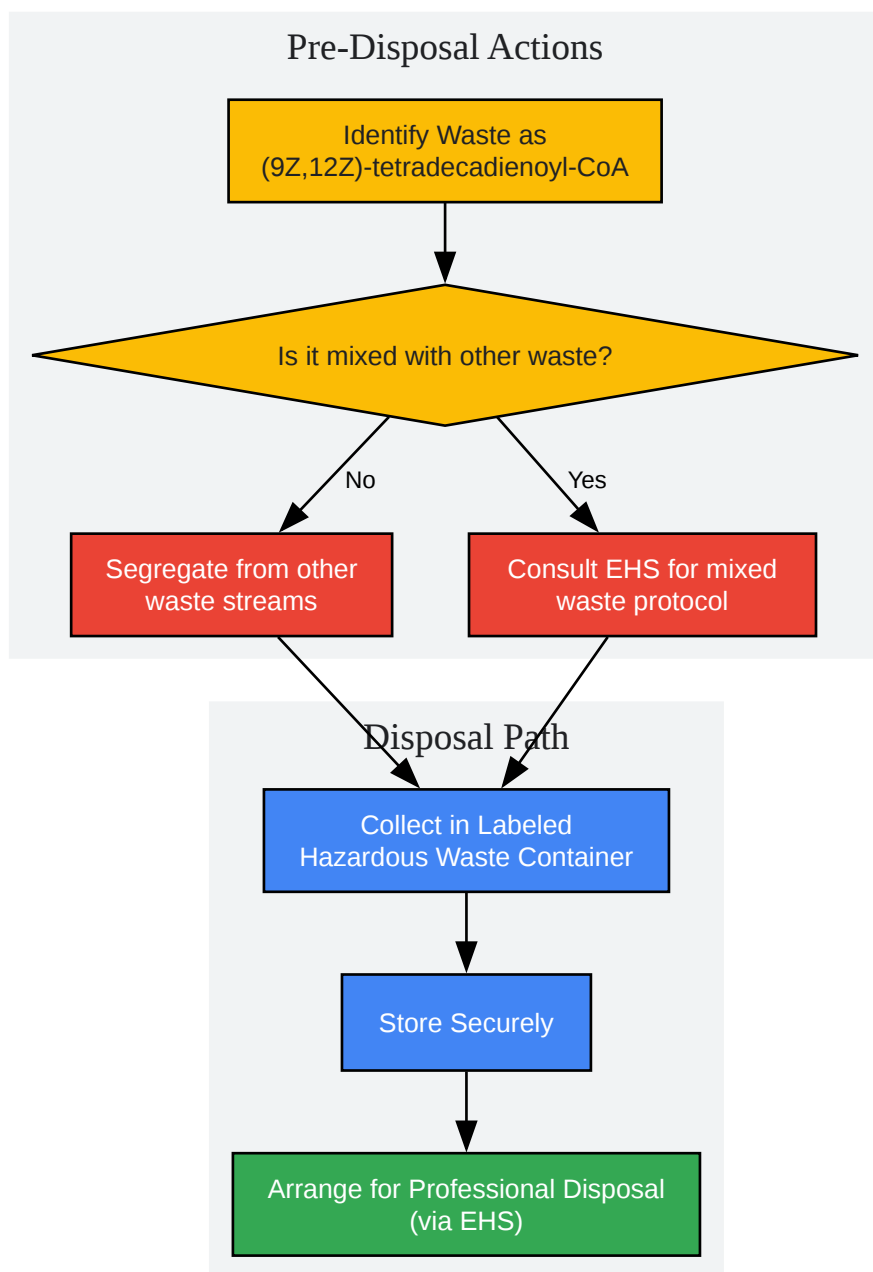 Pre-Disposal Actions
Identify Waste as
(9Z,12Z)-tetradecadienoyl-CoA
Is it mixed with other waste?
No
Yes
Segregate from other
waste streams
Consult EHS for mixed
waste protocol
Disposal Path
Collect in Labeled
Hazardous Waste Container
Store Securely
Arrange for Professional Disposal
(via EHS)